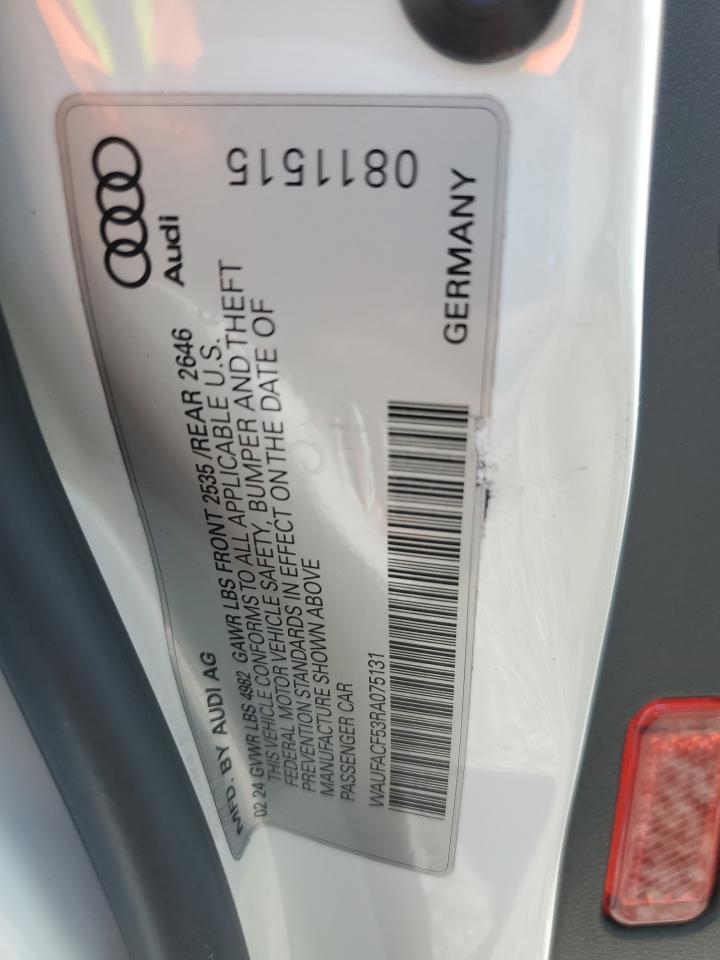 Audi
0811515
MFD. BY AUDI AG
02 24 GVWR LBS 4982 GAWR LBS FRONT 2535 /REAR 2646
THIS VEHICLE CONFORMS TO ALL APPLICABLE U.S.
FEDERAL MOTOR VEHICLE SAFETY, BUMPER AND THEFT
PREVENTION STANDARDS IN EFFECT ON THE DATE OF
MANUFACTURE SHOWN ABOVE
PASSENGER CAR
WAUFACF53RA075131
GERMANY